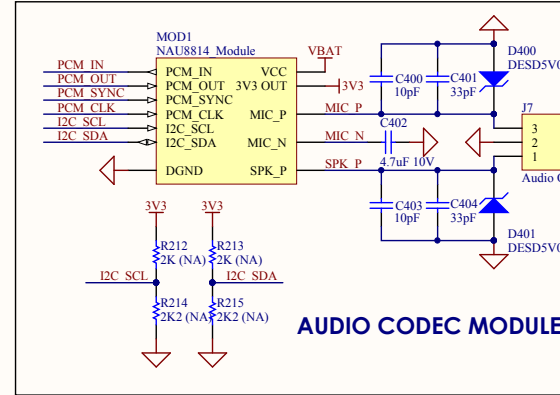 MOD1
NAU8814_Module
VBAT
PCM_IN
PCM_OUT
PCM_SYNC
PCM_CLK
I2C_SCL
I2C_SDA
PCM_IN
PCM_OUT
PCM_SYNC
PCM_CLK
I2C_SCL
I2C_SDA
DGND
VCC
3V3 OUT
MIC_P
MIC_N
SPK_P
3V3
MIC_P
MIC_N
SPK_P
C400
10pF
C401
33pF
D400
DESD5V0
C402
4.7uF 10V
J7
3
2
1
Audio
C403
10pF
C404
33pF
D401
DESD5V0
3V3
3V3
R212
2K (NA)
R213
2K (NA)
I2C_SCL
I2C_SDA
R214
2K2 (NA)
R215
2K2 (NA)
AUDIO CODEC MODULE